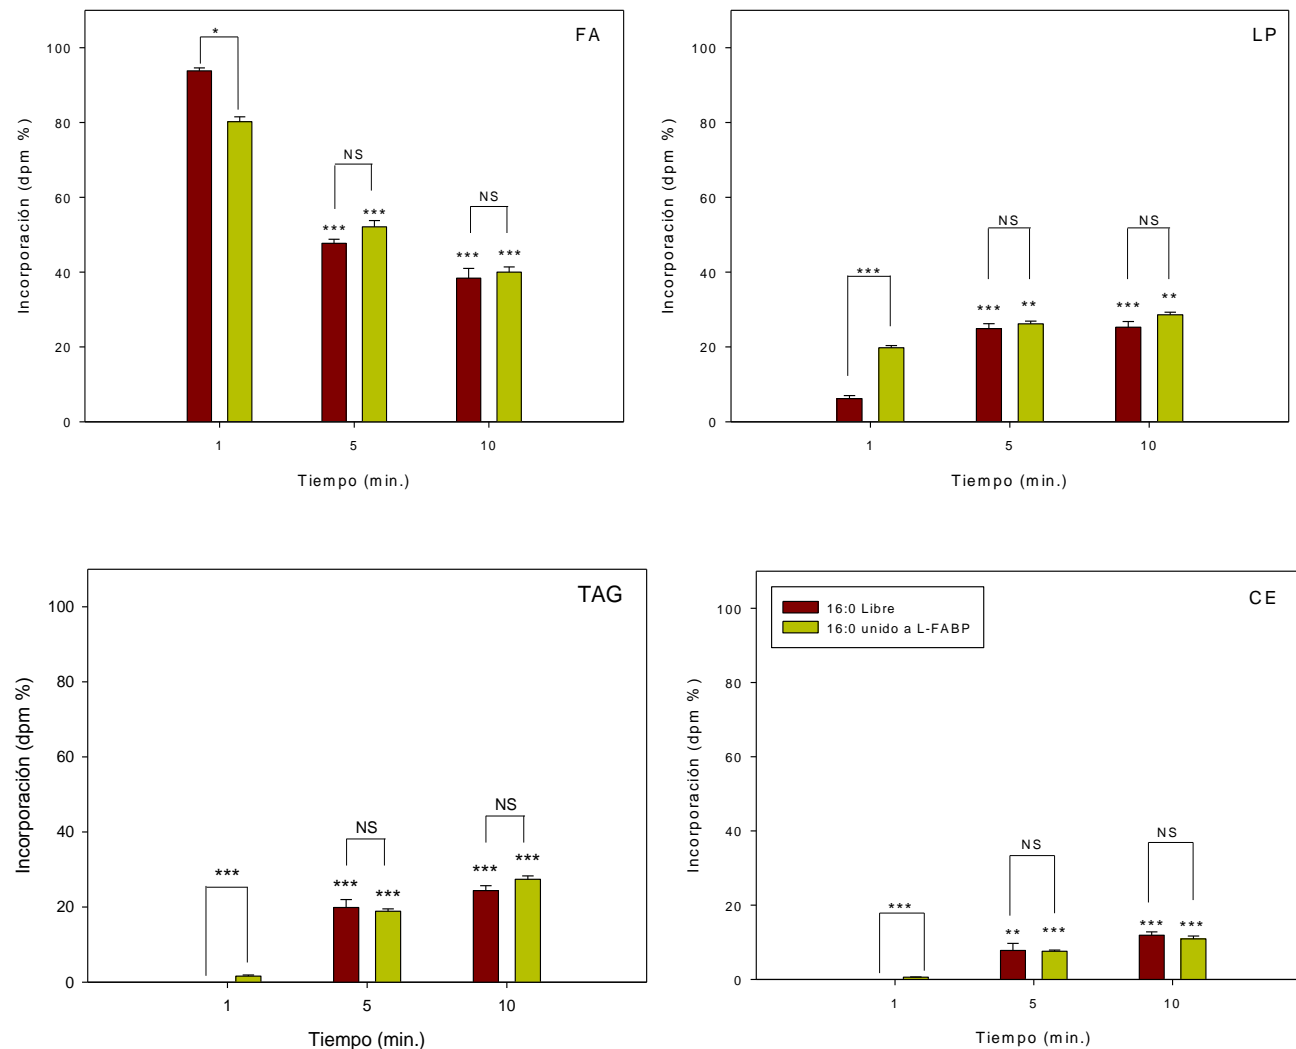 FA
*
NS
*** ***
NS
*** ***
100
80
60
40
20
0
Incorporación (dpm %)
1 5 10
Tiempo (min.)
LP
***
NS
*** **
NS
*** **
100
80
60
40
20
0
Incorporación (dpm %)
1 5 10
Tiempo (min.)
TAG
***
NS
*** ***
NS
*** ***
100
80
60
40
20
0
Incorporación (dpm %)
1 5 10
Tiempo (min.)
CE
16:0 Libre
16:0 unido a L-FABP
***
NS
** ***
NS
*** ***
100
80
60
40
20
0
Incorporación (dpm %)
1 5 10
Tiempo (min.)